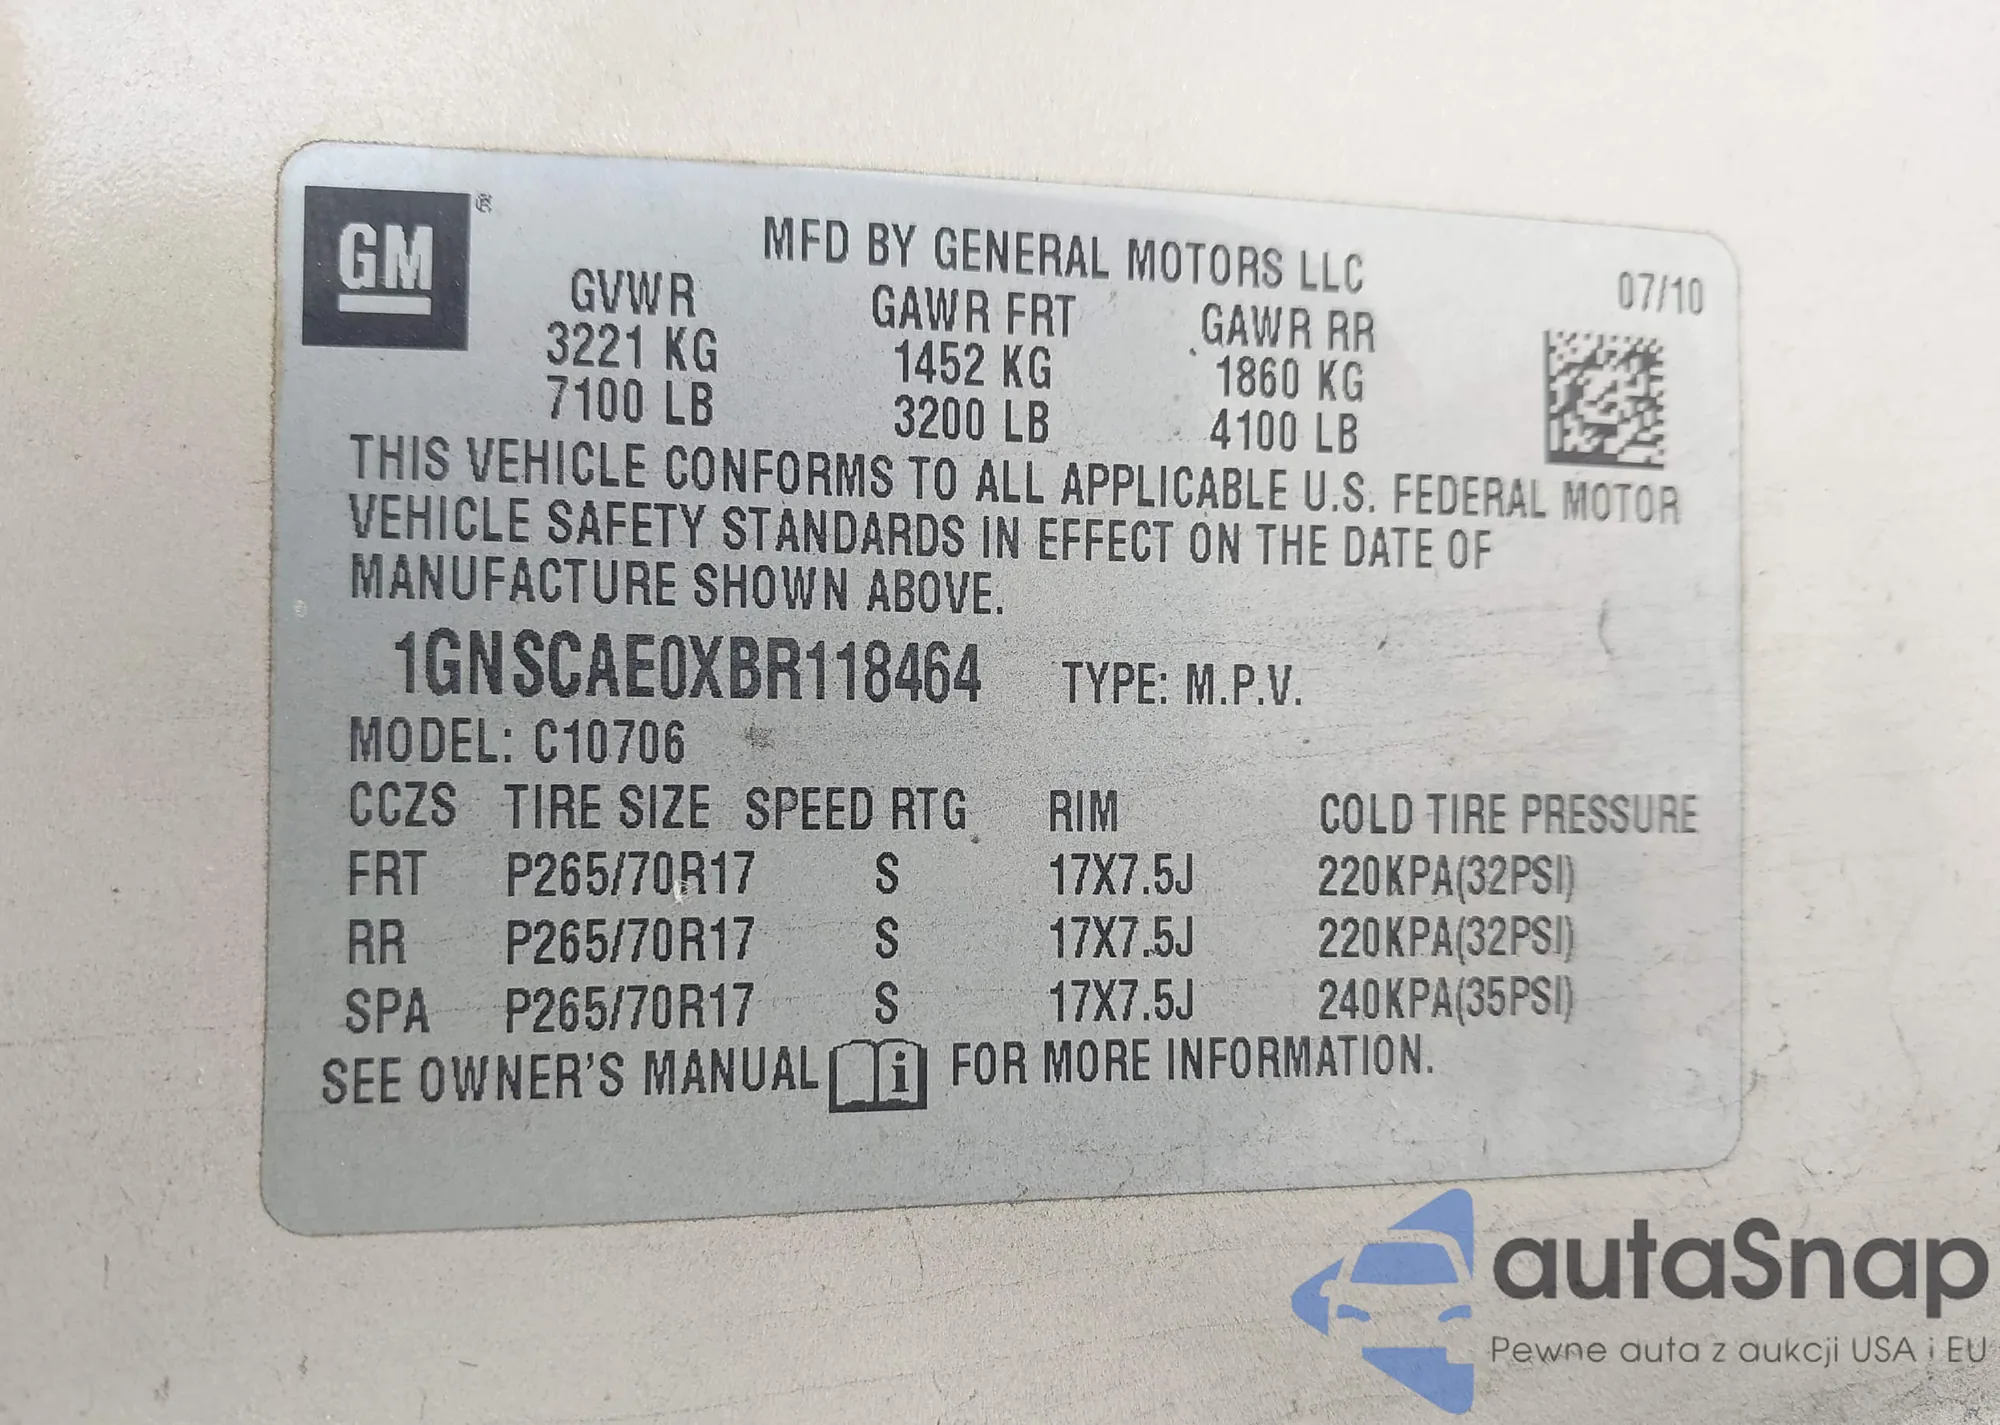 GM ®
MFD BY GENERAL MOTORS LLC
07/10
GVWR GAWR FRT GAWR RR
3221 KG 1452 KG 1860 KG
7100 LB 3200 LB 4100 LB
THIS VEHICLE CONFORMS TO ALL APPLICABLE U.S. FEDERAL MOTOR
VEHICLE SAFETY STANDARDS IN EFFECT ON THE DATE OF
MANUFACTURE SHOWN ABOVE.
1GNSCAE0XBR118464 TYPE: M.P.V.
MODEL: C10706
CCZS TIRE SIZE SPEED RTG RIM COLD TIRE PRESSURE
FRT P265/70R17 S 17X7.5J 220KPA(32PSI)
RR P265/70R17 S 17X7.5J 220KPA(32PSI)
SPA P265/70R17 S 17X7.5J 240KPA(35PSI)
SEE OWNER'S MANUAL i FOR MORE INFORMATION.
autaSnap
Pewne auta z aukcji USA i EU